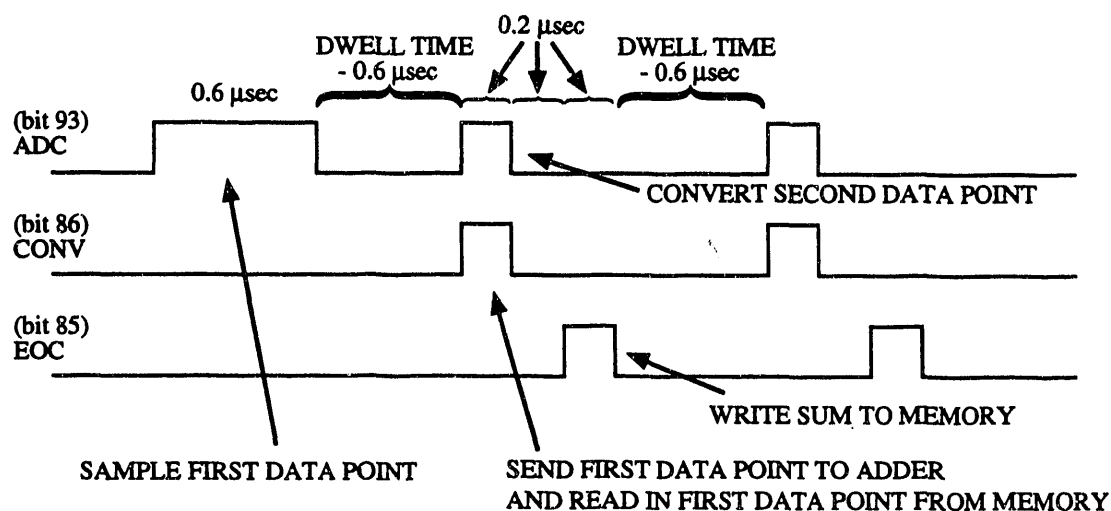 0.2 µsec
DWELL TIME
- 0.6 µsec
DWELL TIME
- 0.6 µsec
0.6 µsec
(bit 93)
ADC
CONVERT SECOND DATA POINT
(bit 86)
CONV
(bit 85)
EOC
WRITE SUM TO MEMORY
SAMPLE FIRST DATA POINT
SEND FIRST DATA POINT TO ADDER
AND READ IN FIRST DATA POINT FROM MEMORY